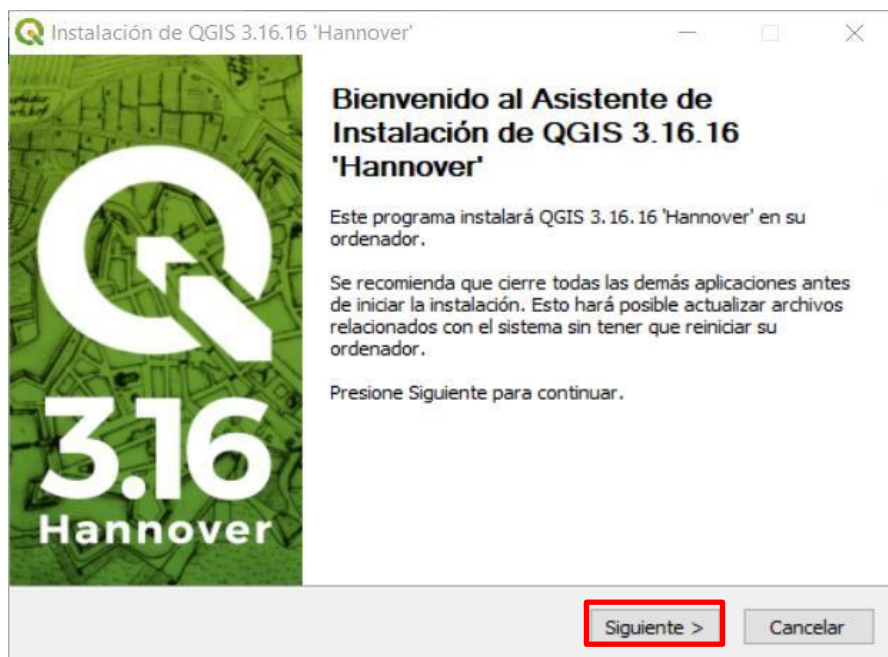 Instalación de QGIS 3.16.16 'Hannover'
Bienvenido al Asistente de
Instalación de QGIS 3.16.16
'Hannover'
Este programa instalará QGIS 3.16.16 'Hannover' en su
ordenador.
Se recomienda que cierre todas las demás aplicaciones antes
de iniciar la instalación. Esto hará posible actualizar archivos
relacionados con el sistema sin tener que reiniciar su
ordenador.
Presione Siguiente para continuar.
3.16
Hannover
Siguiente >
Cancelar